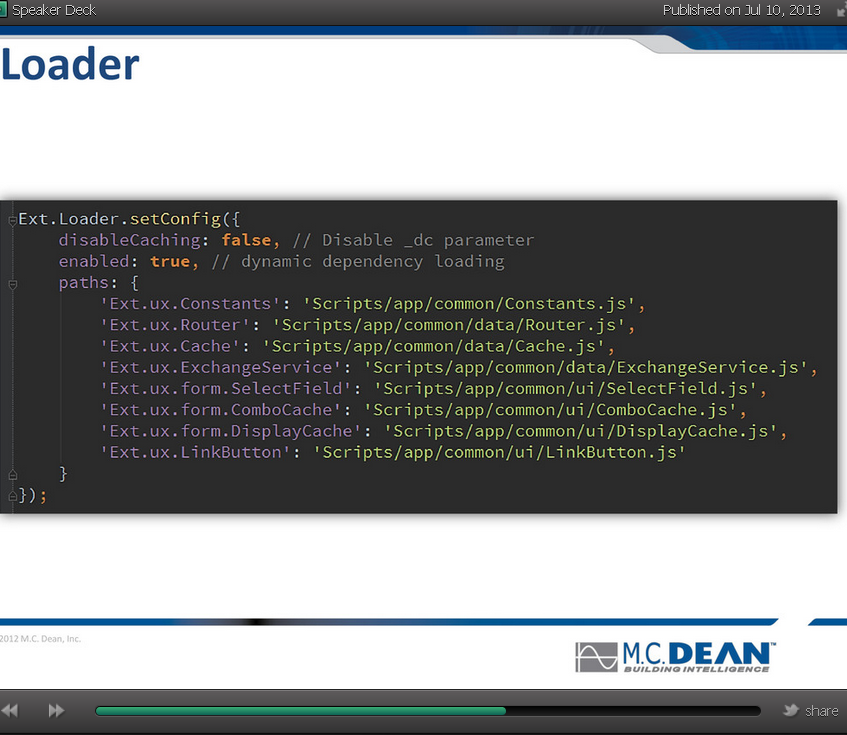 Speaker Deck
Published on Jul 10, 2013
Loader
Ext.Loader.setConfig({
    disableCaching: false, // Disable _dc parameter
    enabled: true, // dynamic dependency loading
    paths: {
        'Ext.ux.Constants': 'Scripts/app/common/Constants.js',
        'Ext.ux.Router': 'Scripts/app/common/data/Router.js',
        'Ext.ux.Cache': 'Scripts/app/common/data/Cache.js',
        'Ext.ux.ExchangeService': 'Scripts/app/common/data/ExchangeService.js',
        'Ext.ux.form.SelectField': 'Scripts/app/common/ui/SelectField.js',
        'Ext.ux.form.ComboCache': 'Scripts/app/common/ui/ComboCache.js',
        'Ext.ux.form.DisplayCache': 'Scripts/app/common/ui/DisplayCache.js',
        'Ext.ux.LinkButton': 'Scripts/app/common/ui/LinkButton.js'
    }
});
2012 M.C. Dean, Inc.
M.C. DEAN™
BUILDING INTELLIGENCE
share